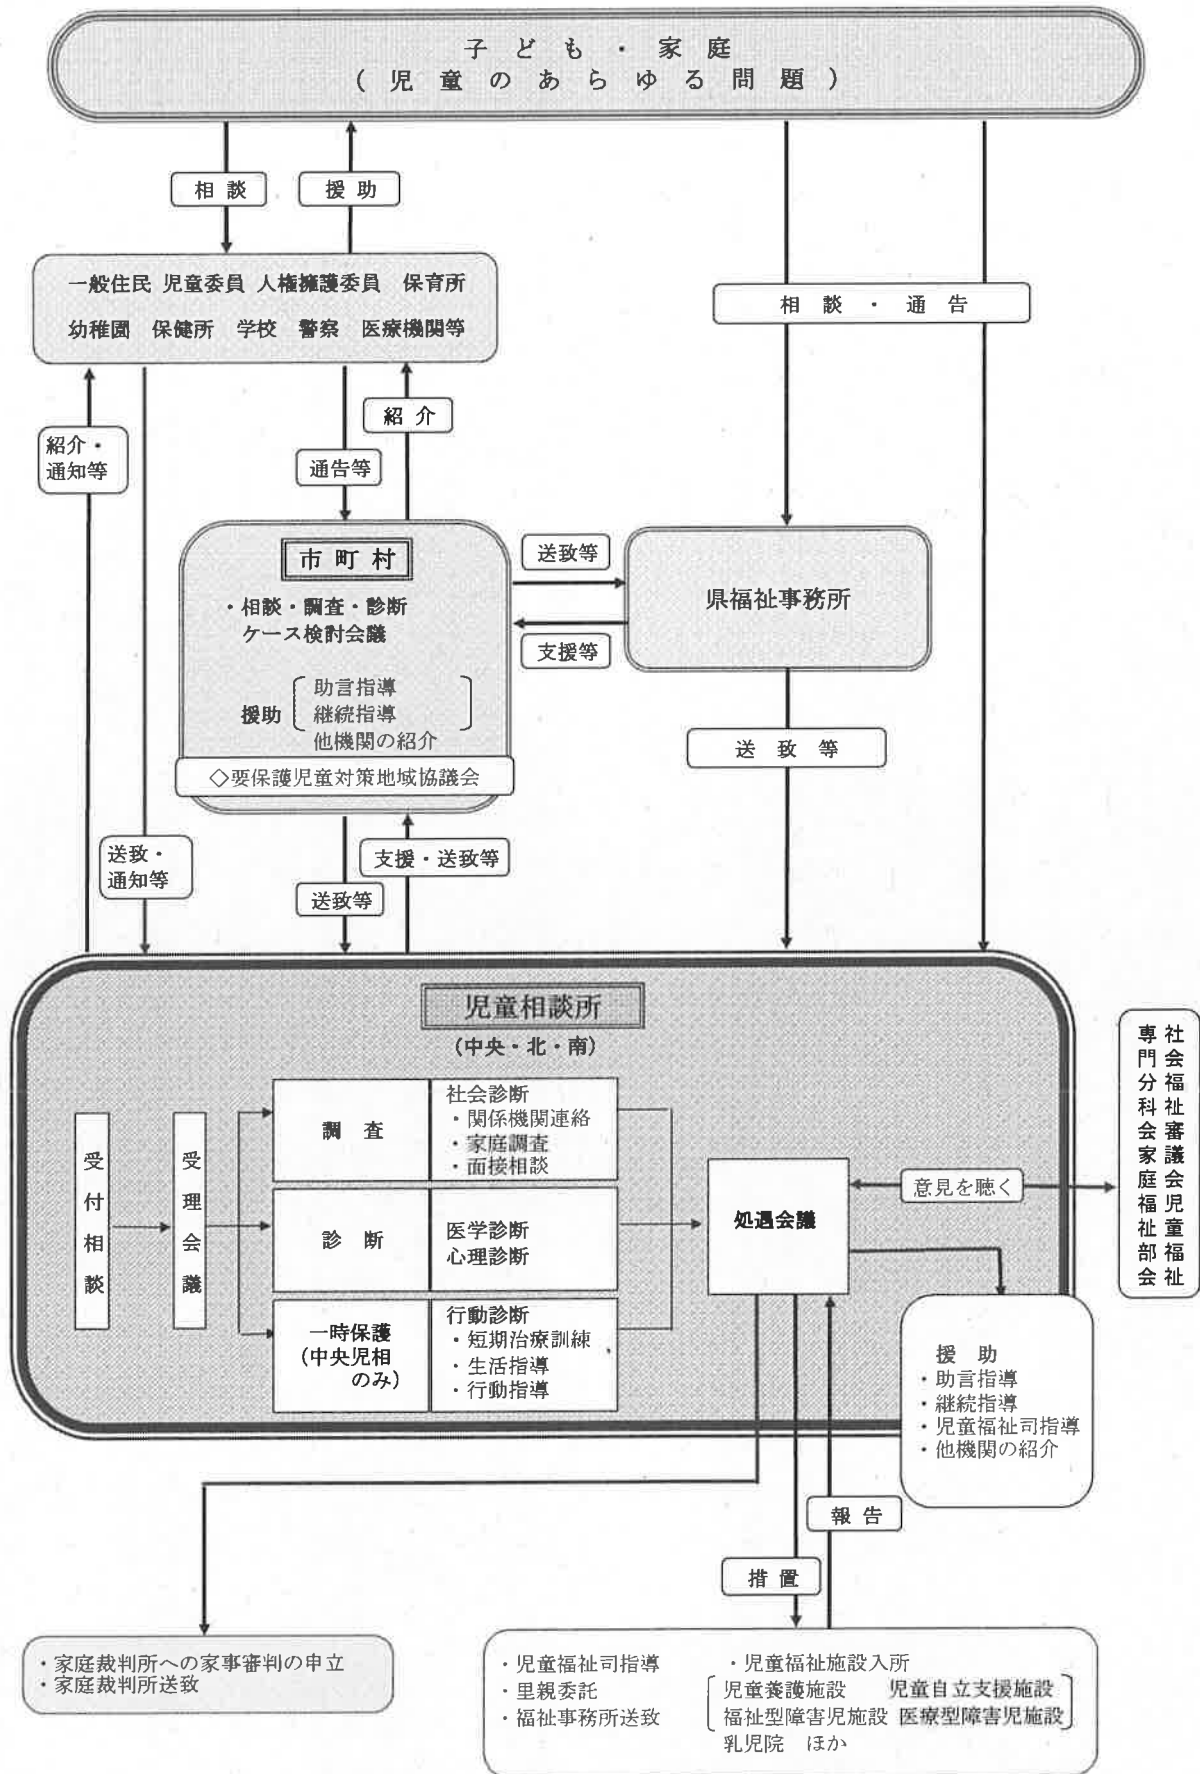 子ども・家庭
（児童のあらゆる問題）
相談
援助
一般住民 児童委員 人権擁護委員 保育所
幼稚園 保健所 学校 警察 医療機関等
相談・通告
紹介・
通知等
通告等
紹介
市町村
・相談・調査・診断
ケース検討会議
援助
助言指導
継続指導
他機関の紹介
◇要保護児童対策地域協議会
送致等
支援等
県福祉事務所
送致等
送致・
通知等
送致等
支援・送致等
児童相談所
(中央・北・南)
受付相談
受理会議
調査
社会診断
・関係機関連絡
・家庭調査
・面接相談
診断
医学診断
心理診断
一時保護
(中央児相
のみ)
行動診断
・短期治療訓練
・生活指導
・行動指導
処遇会議
意見を聴く
社会福祉審議会児童福祉
専門分科会家庭福祉部会
援助
・助言指導
・継続指導
・児童福祉司指導
・他機関の紹介
報告
措置
・家庭裁判所への家事審判の申立
・家庭裁判所送致
・児童福祉司指導
・里親委託
・福祉事務所送致
・児童福祉施設入所
児童養護施設 児童自立支援施設
福祉型障害児施設 医療型障害児施設
乳児院 ほか